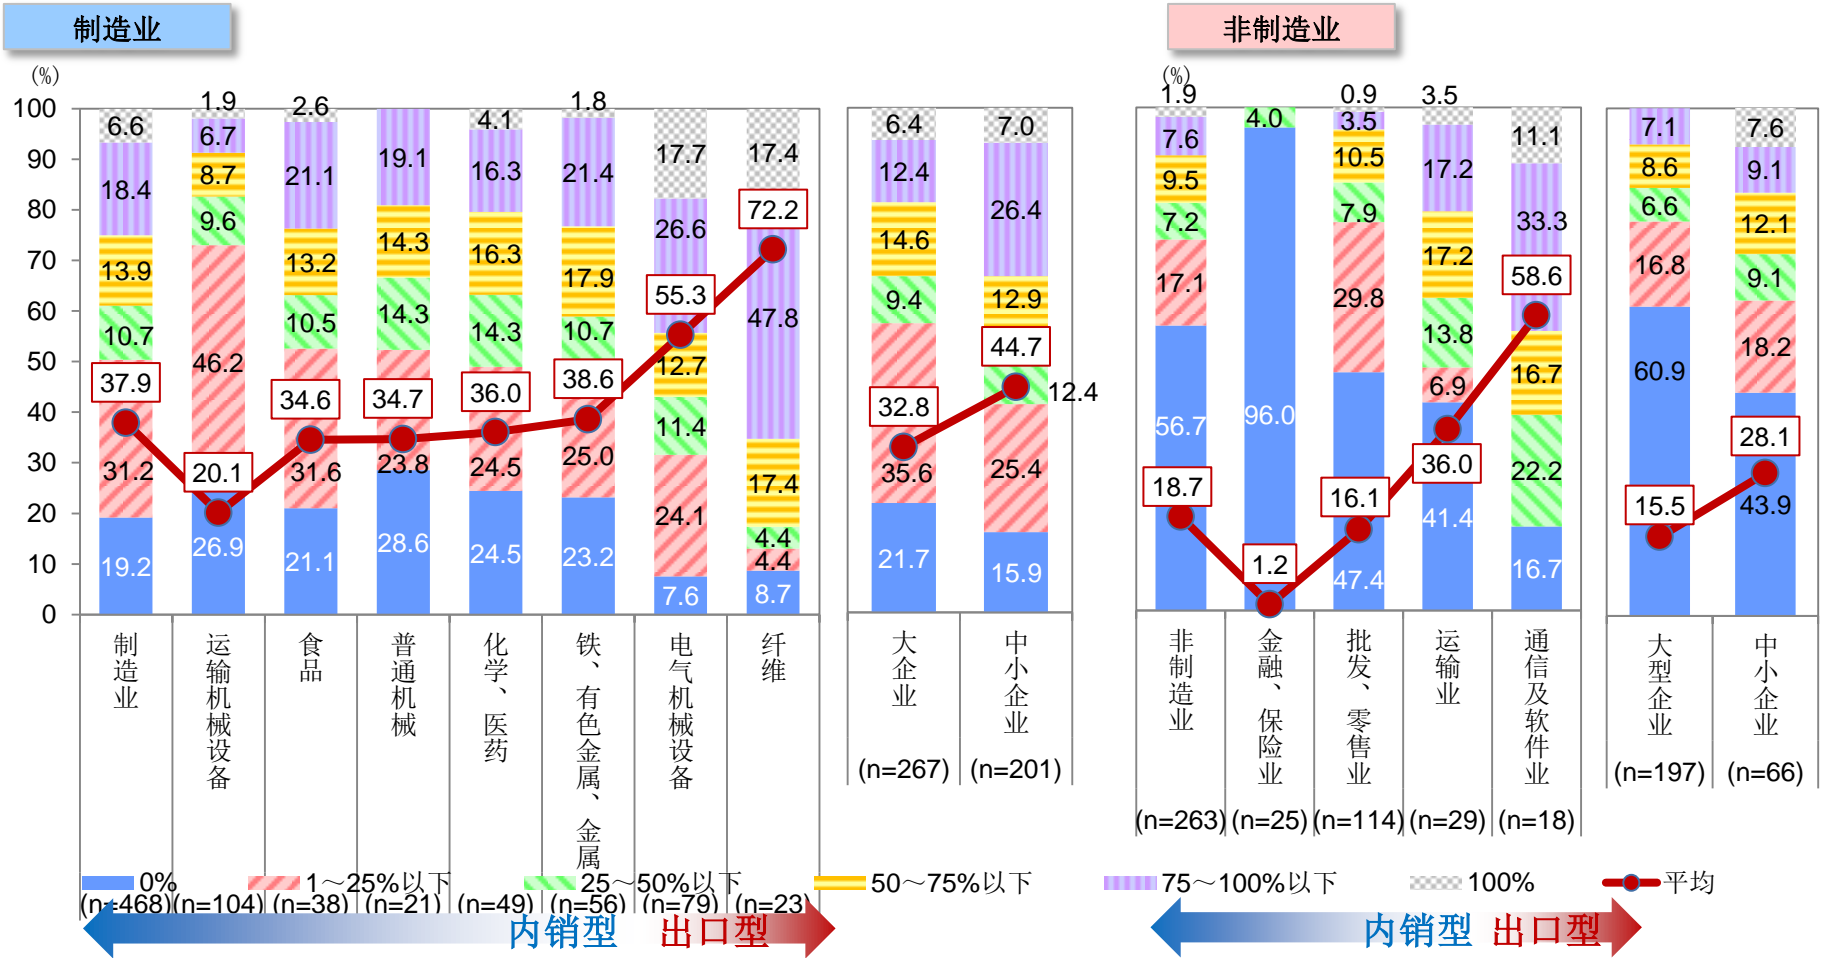 制造业
非制造业
(%)
(%)
100
90
80
70
60
50
40
30
20
10
0
6.6
18.4
13.9
10.7
37.9
31.2
19.2
1.9
6.7
8.7
9.6
46.2
20.1
26.9
2.6
21.1
13.2
10.5
34.6
31.6
21.1
19.1
14.3
14.3
34.7
23.8
28.6
4.1
16.3
16.3
14.3
36.0
24.5
24.5
1.8
21.4
17.9
10.7
38.6
25.0
23.2
17.7
26.6
55.3
12.7
11.4
24.1
7.6
17.4
72.2
47.8
17.4
4.4
4.4
8.7
6.4
12.4
14.6
9.4
32.8
35.6
21.7
7.0
26.4
12.9
44.7
12.4
25.4
15.9
1.9
7.6
9.5
7.2
17.1
56.7
18.7
4.0
96.0
1.2
0.9
3.5
10.5
7.9
29.8
16.1
47.4
3.5
17.2
17.2
13.8
6.9
36.0
41.4
11.1
33.3
58.6
16.7
22.2
16.7
7.1
8.6
6.6
16.8
60.9
15.5
7.6
9.1
12.1
9.1
18.2
28.1
43.9
制造业
运输机械设备
食品
普通机械
化学、医药
铁、有色金属、金属
电气机械设备
纤维
大企业
中小企业
非制造业
金融、保险业
批发、零售业
运输业
通信及软件业
大型企业
中小企业
(n=267)
(n=201)
(n=197)
(n=66)
(n=263)
(n=25)
(n=114)
(n=29)
(n=18)
0%
1～25%以下
25～50%以下
50～75%以下
75～100%以下
100%
平均
(n=468)
(n=104)
(n=38)
(n=21)
(n=49)
(n=56)
(n=79)
(n=23)
内销型
出口型
内销型
出口型